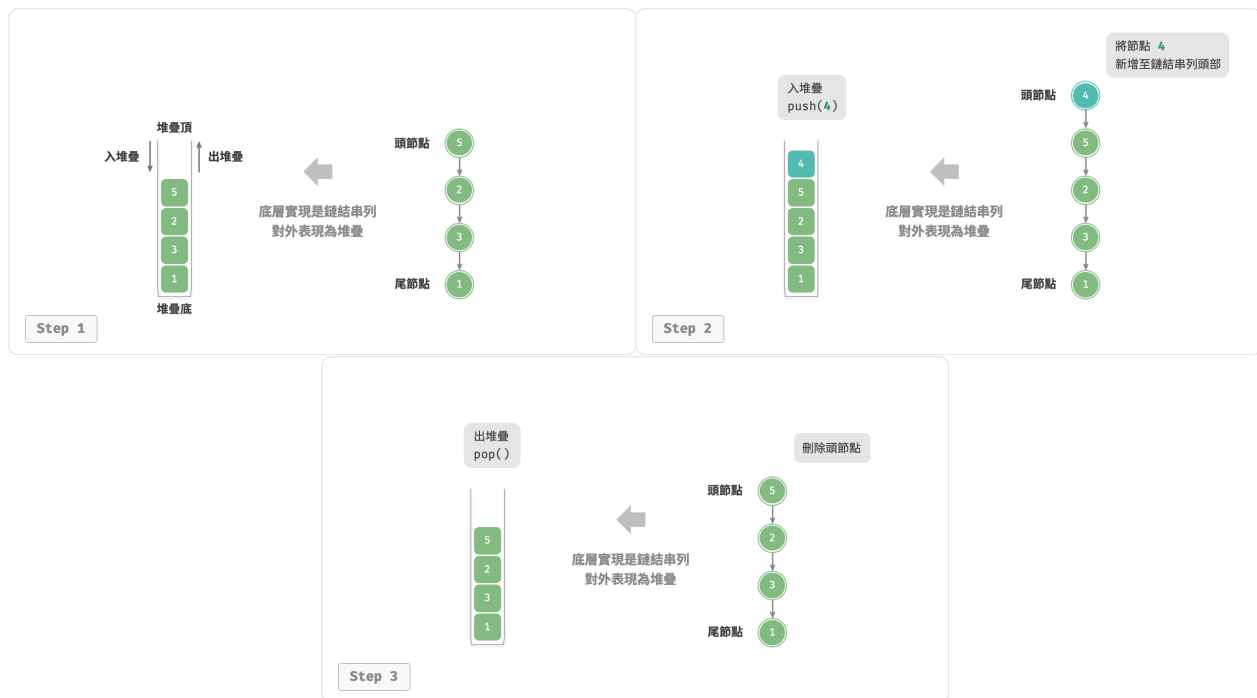 堆疊頂
入堆疊
出堆疊
5
2
3
1
堆疊底
底層實現是鏈結串列
對外表現為堆疊
頭節點
5
2
3
尾節點
1
Step 1
入堆疊
push(4)
4
5
2
3
1
底層實現是鏈結串列
對外表現為堆疊
將節點 4
新增至鏈結串列頭部
頭節點
4
5
2
3
尾節點
1
Step 2
出堆疊
pop()
5
2
3
1
底層實現是鏈結串列
對外表現為堆疊
刪除頭節點
頭節點
5
2
3
尾節點
1
Step 3